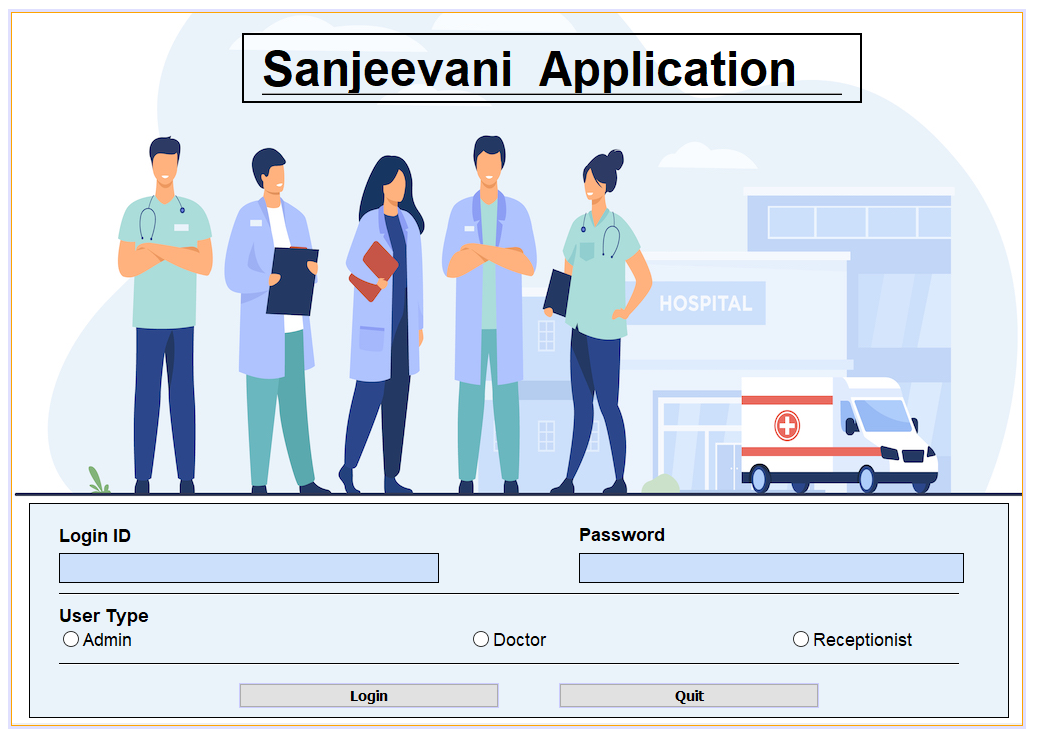 Sanjeevani Application
HOSPITAL
Login ID
Password
User Type
Admin
Doctor
Receptionist
Login
Quit